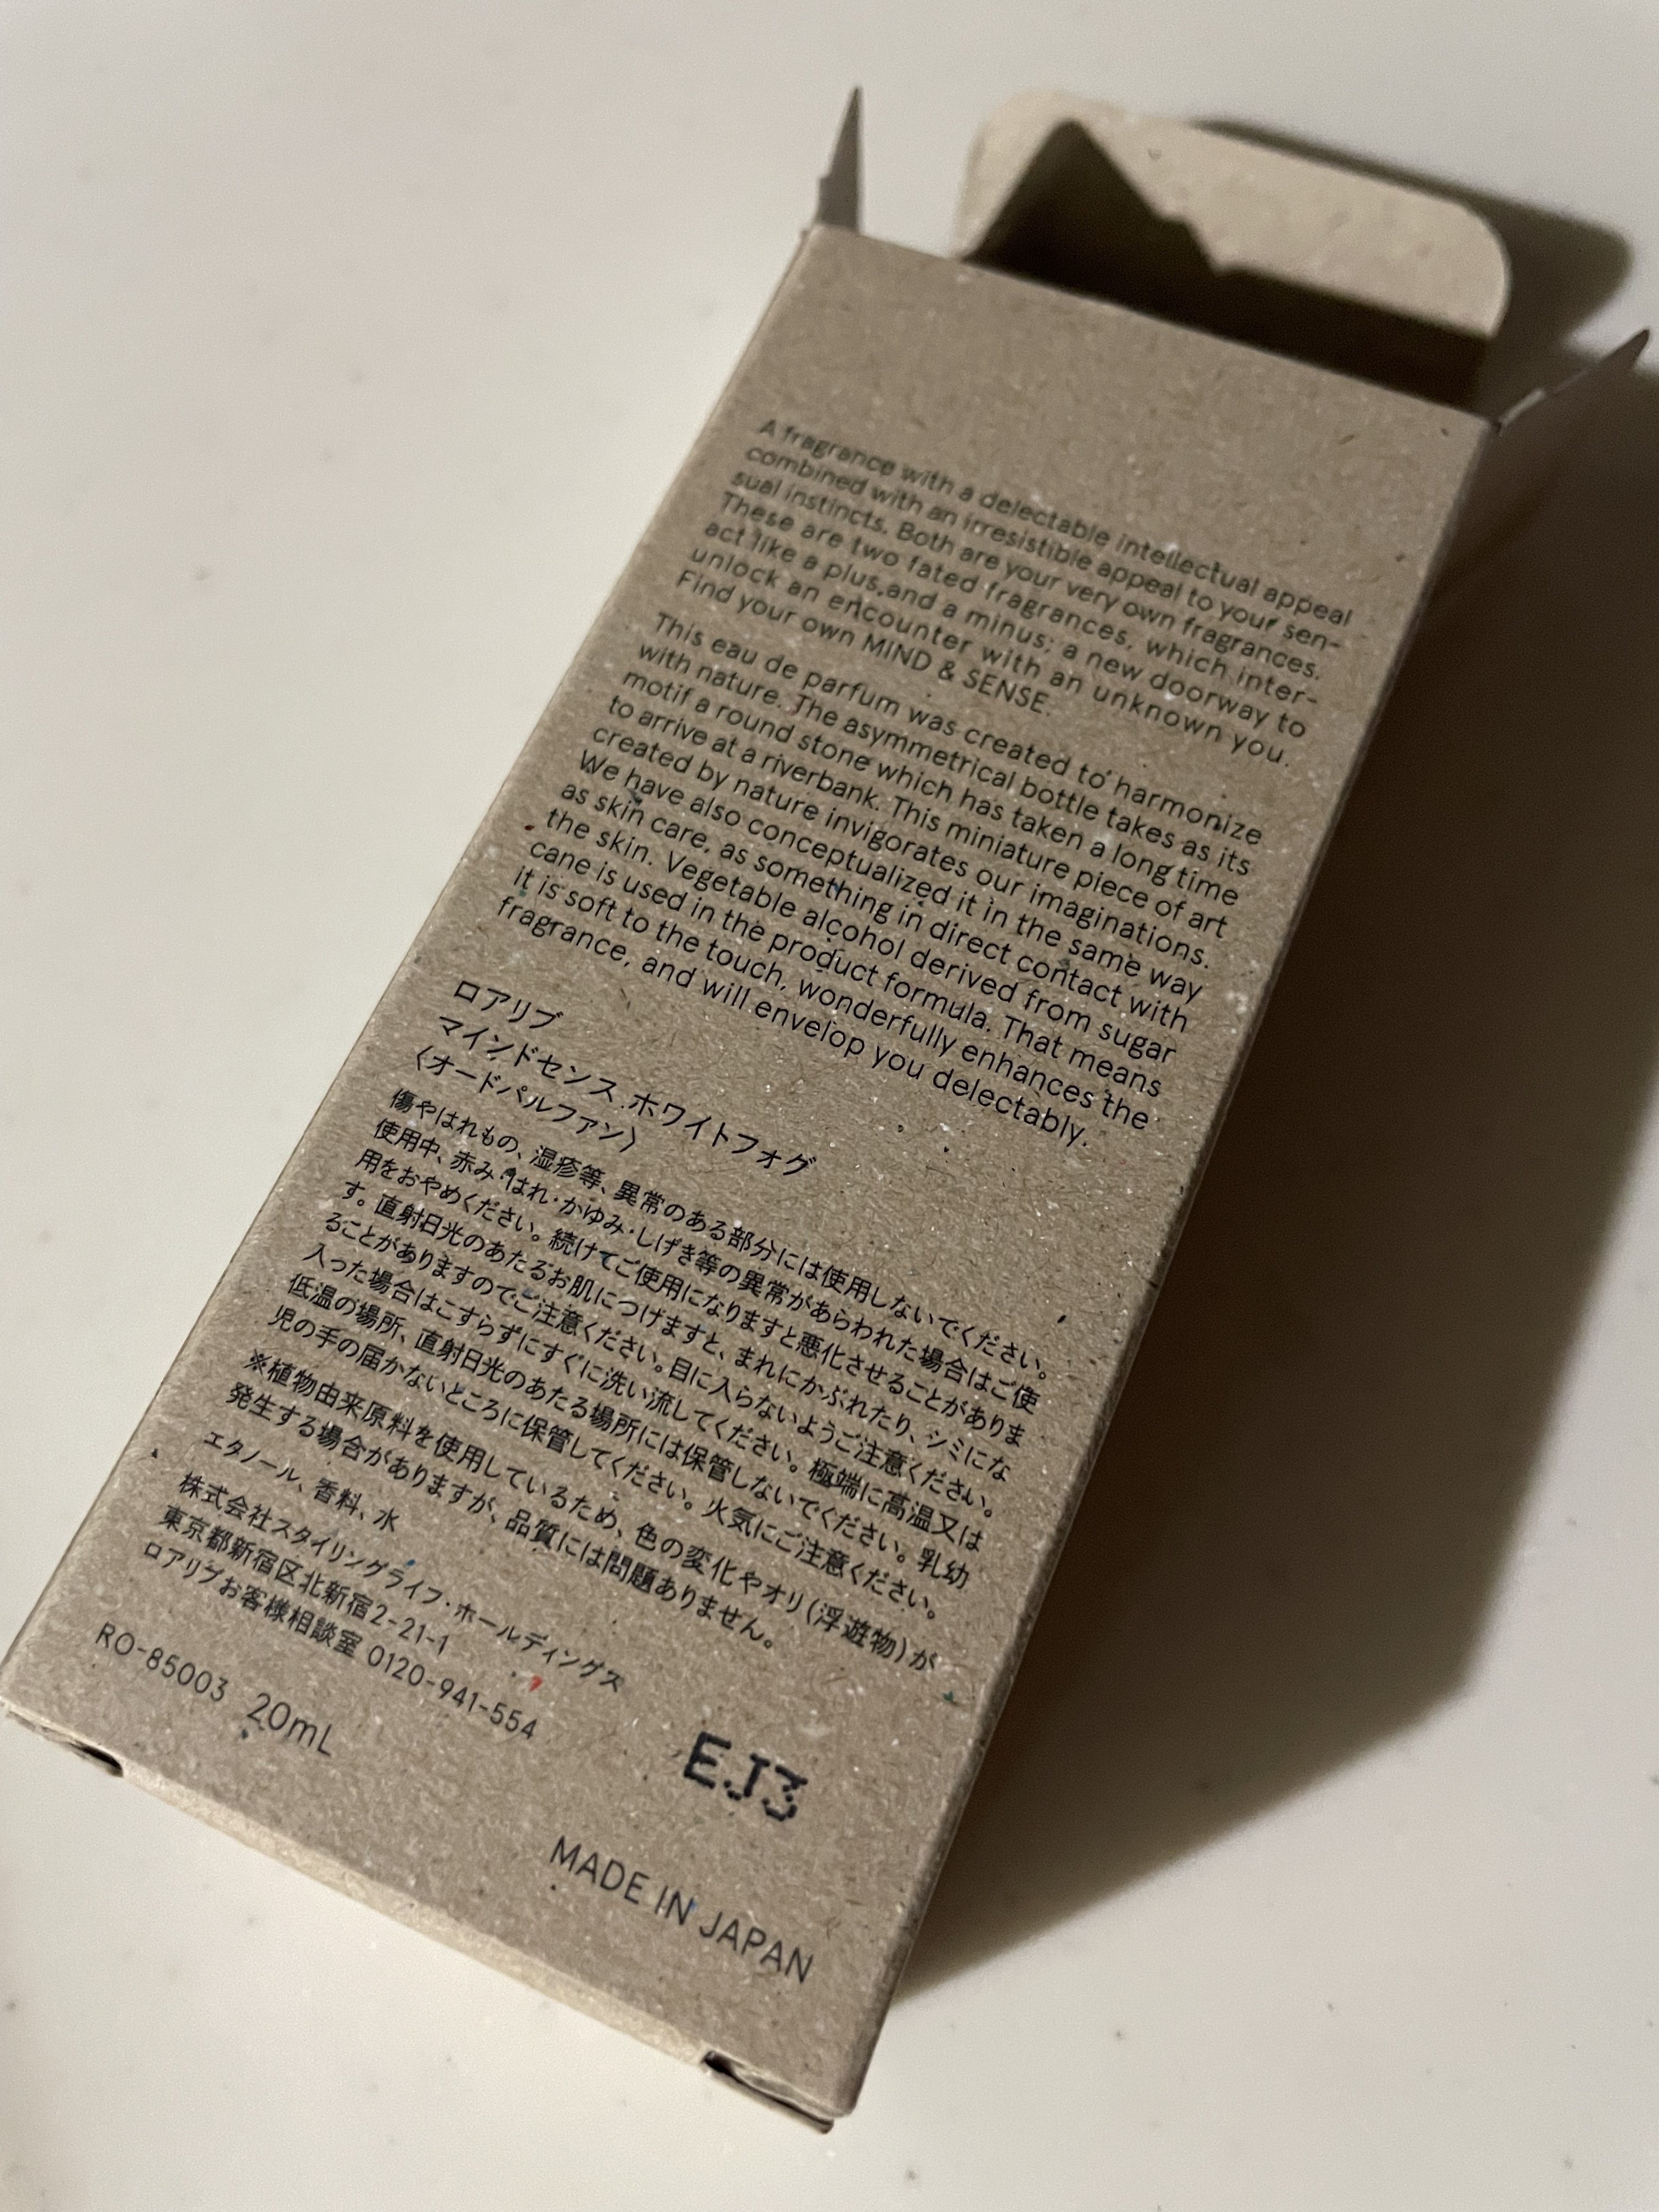 A fragrance with a delectable intellectual appeal
combined with an irresistible appeal to your sen-
sual instincts. Both are your very own fragrances.
These are two fated fragrances, which inter-
act like a plus and a minus; a new doorway to
unlock an encounter with an unknown you.
Find your own MIND & SENSE.
This eau de parfum was created to harmonize
with nature. The asymmetrical bottle takes as its
motif a round stone which has taken a long time
to arrive at a riverbank. This miniature piece of art
created by nature invigorates our imaginations.
We have also conceptualized it in the same way
as skin care, as something in direct contact with
the skin. Vegetable alcohol derived from sugar
cane is used in the product formula. That means
it is soft to the touch, wonderfully enhances the
fragrance, and will envelop you delectably.
ロアリブ
マインドセンス ホワイトフォグ
〈オードパルファン〉
傷やはれもの、湿疹等、異常のある部分には使用しないでください。
使用中、赤み・はれ・かゆみ・しげき等の異常があらわれた場合はご使
用をおやめください。続けてご使用になりますと悪化させることがありま
す。直射日光のあたるお肌につけますと、まれにかぶれたり、シミにな
ることがありますのでご注意ください。目に入らないようご注意ください。
入った場合はこすらずにすぐに洗い流してください。極端に高温又は
低温の場所、直射日光のあたる場所には保管しないでください。乳幼
児の手の届かないところに保管してください。火気にご注意ください。
※植物由来原料を使用しているため、色の変化やオリ(浮遊物)が
発生する場合がありますが、品質には問題ありません。
エタノール、香料、水
株式会社スタイリングライフ・ホールディングス
東京都新宿区北新宿2-21-1
ロアリブお客様相談室 0120-941-554
RO-85003 20mL
EJ3
MADE IN JAPAN